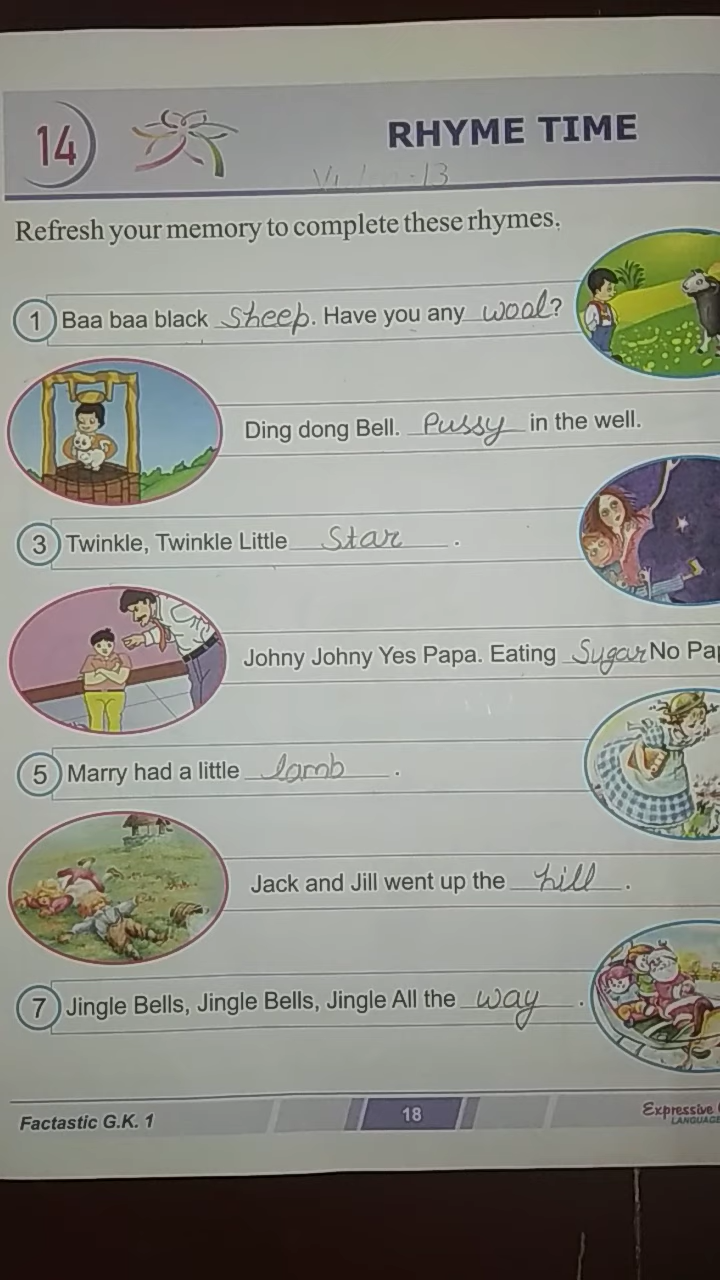 14
RHYME TIME
Refresh your memory to complete these rhymes.
1 Baa baa black sheep. Have you any wool?
Ding dong Bell. Pussy in the well.
3 Twinkle, Twinkle Little Star.
Johny Johny Yes Papa. Eating Sugar No Pap
5 Marry had a little lamb.
Jack and Jill went up the hill.
7 Jingle Bells, Jingle Bells, Jingle All the way.
Factastic G.K. 1
18
Expressive
LANGUAGE